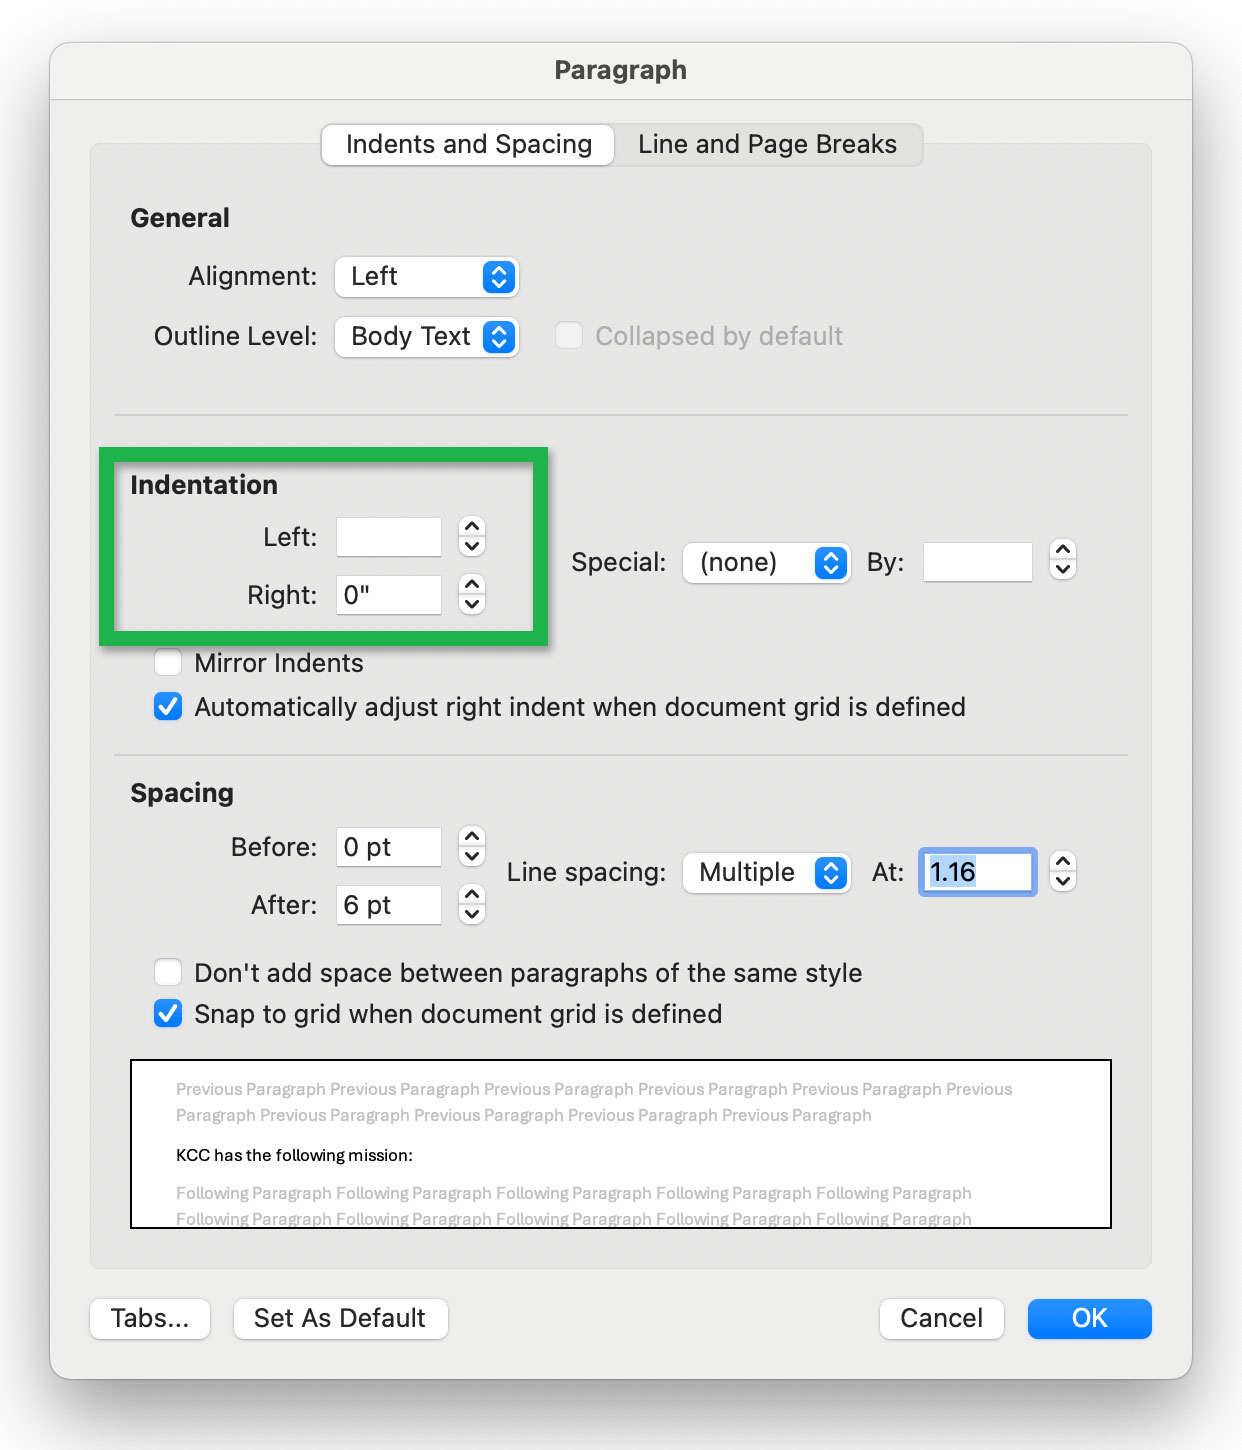 Paragraph
Indents and Spacing
Line and Page Breaks
General
Alignment: Left
Outline Level: Body Text Collapsed by default
Indentation
Left:
Right: 0"
Special: (none) By:
Mirror Indents
Automatically adjust right indent when document grid is defined
Spacing
Before: 0 pt
After: 6 pt
Line spacing: Multiple At: 1.16
Don't add space between paragraphs of the same style
Snap to grid when document grid is defined
Previous Paragraph Previous Paragraph Previous Paragraph Previous Paragraph Previous Paragraph Previous
Paragraph Previous Paragraph Previous Paragraph Previous Paragraph Previous Paragraph
KCC has the following mission:
Following Paragraph Following Paragraph Following Paragraph Following Paragraph Following Paragraph
Following Paragraph Following Paragraph Following Paragraph Following Paragraph Following Paragraph
Tabs... Set As Default Cancel OK